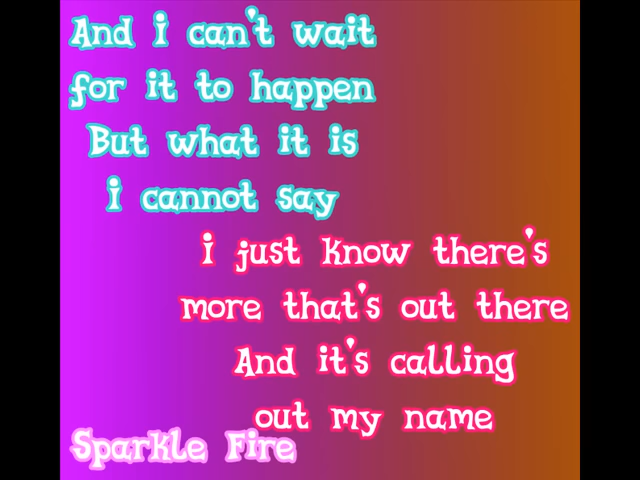 And i can't wait
for it to happen
But what it is
i cannot say
i just know there's
more that's out there
And it's calling
out my name
Sparkle Fire